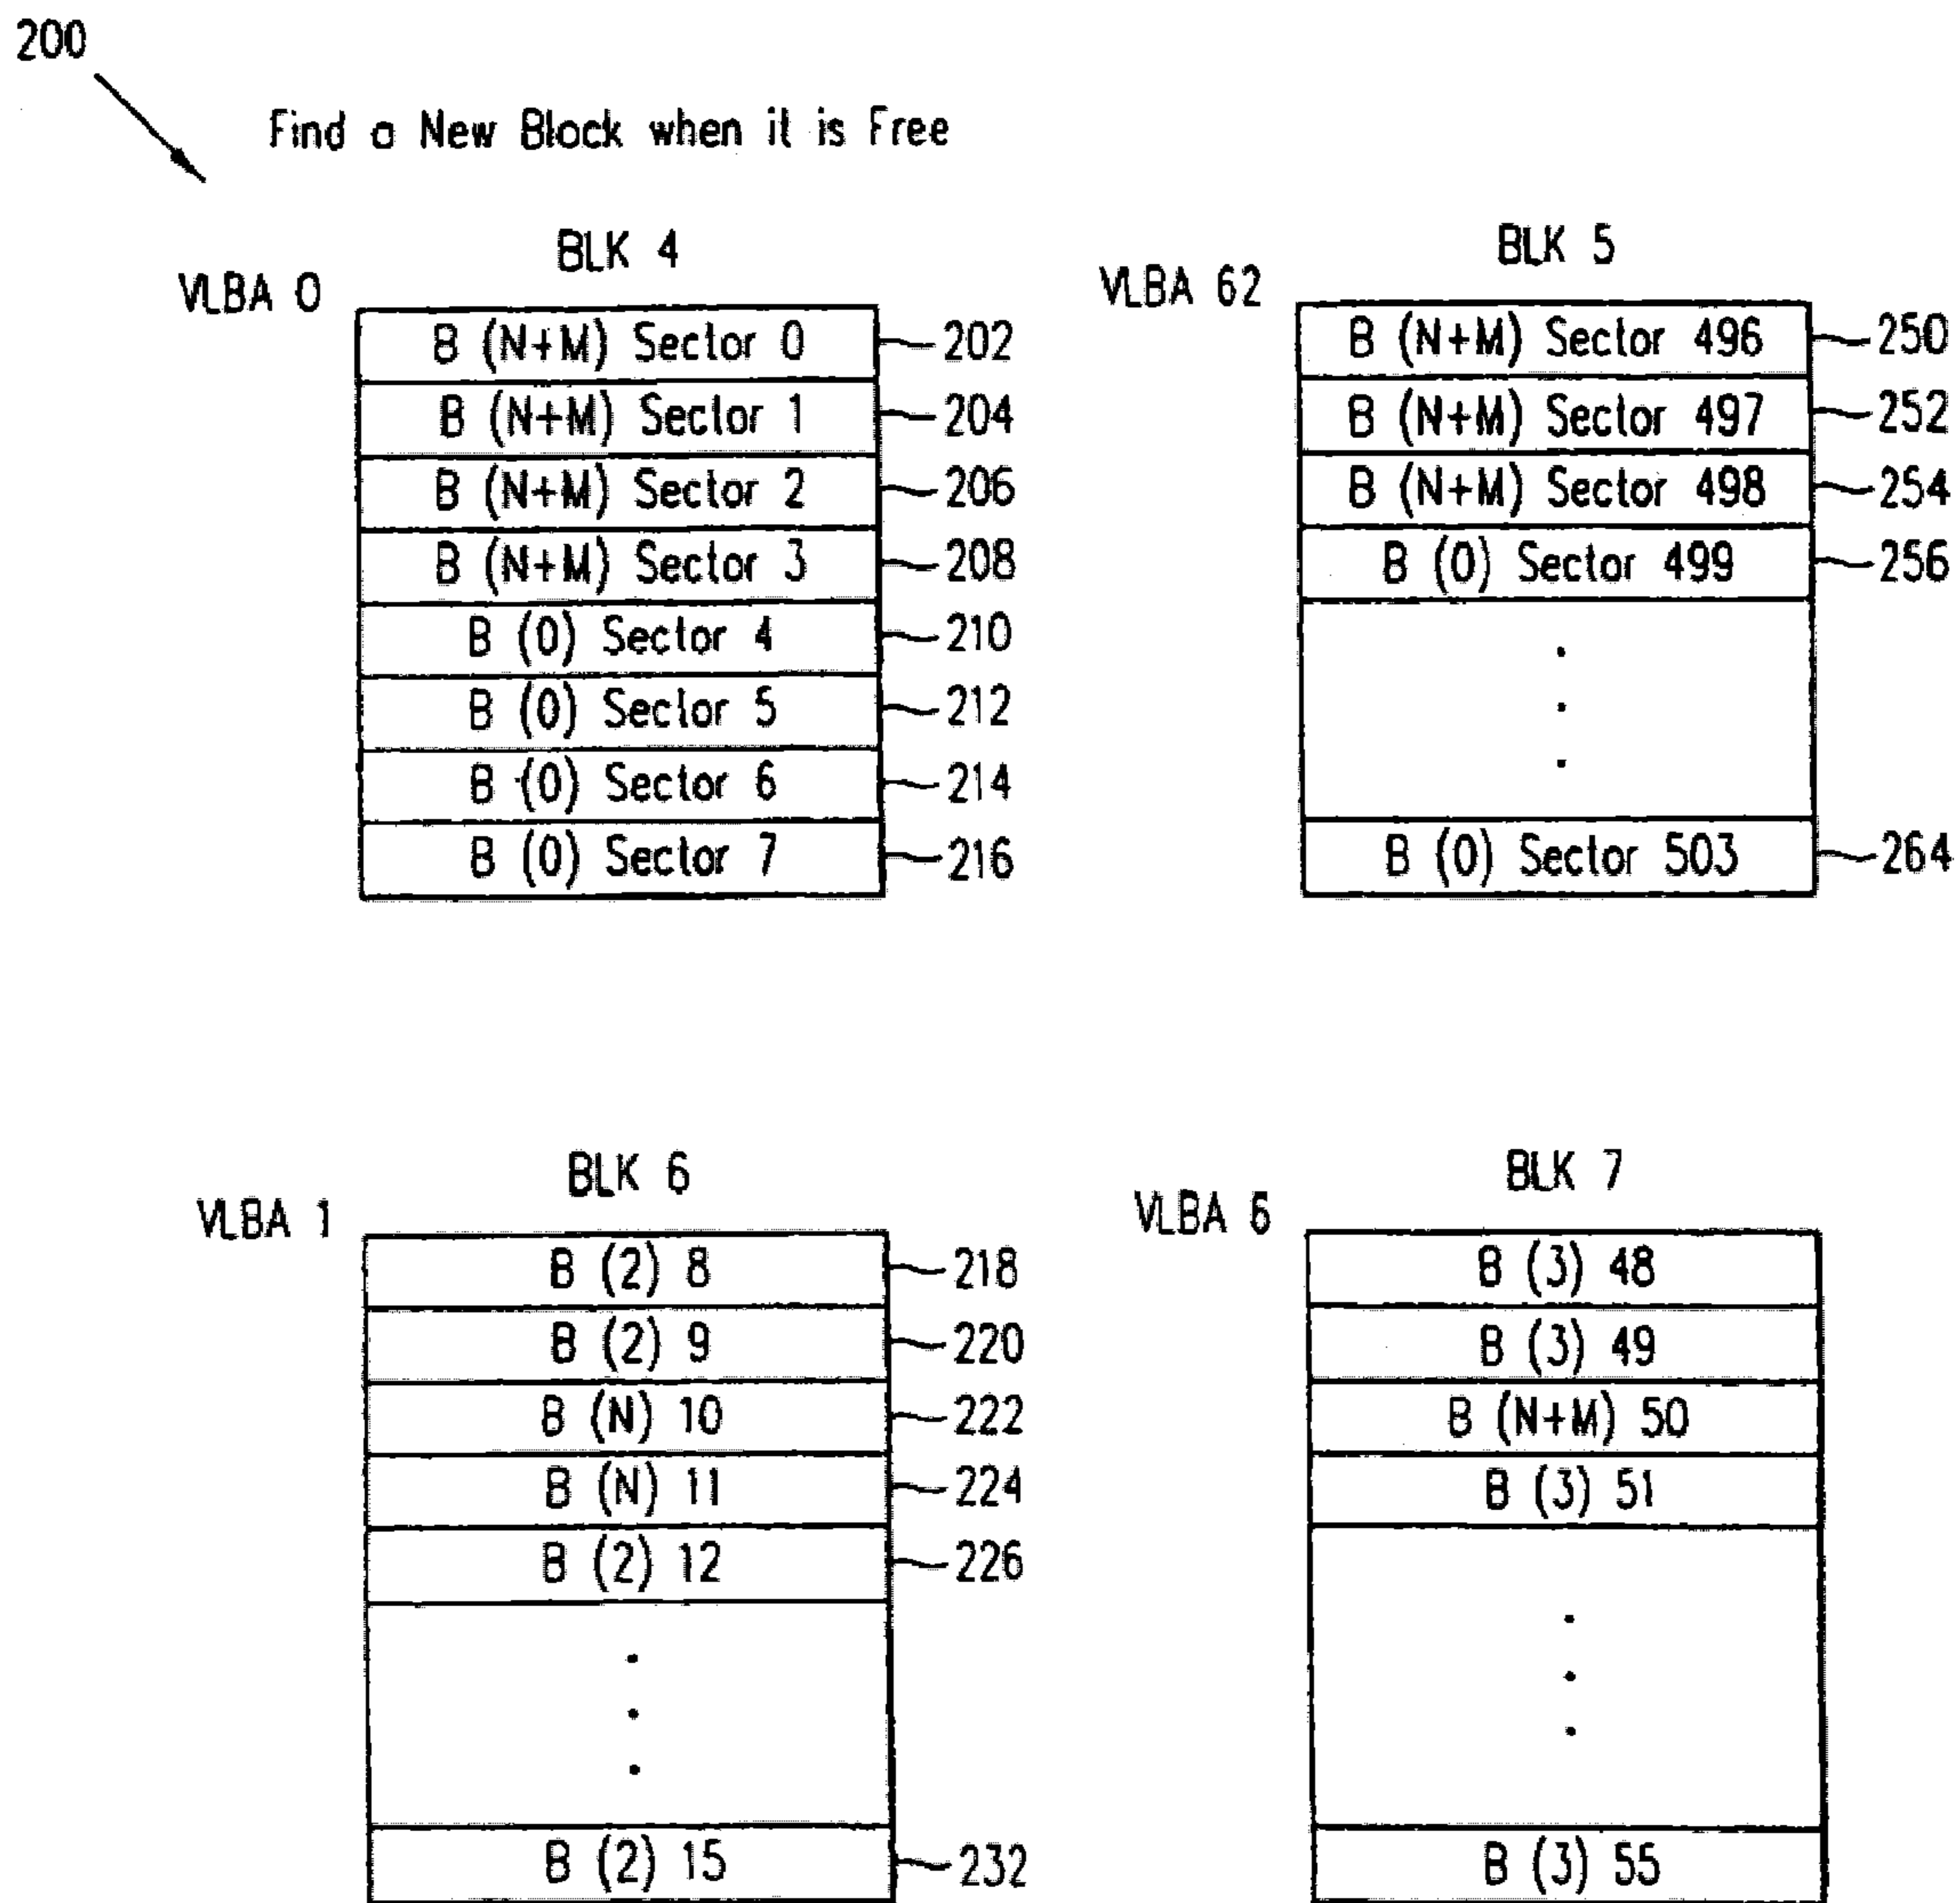 200
Find a New Block when it is Free
BLK 4
VLBA 0
B (N+M) Sector 0 202
B (N+M) Sector 1 204
B (N+M) Sector 2 206
B (N+M) Sector 3 208
B (0) Sector 4 210
B (0) Sector 5 212
B (0) Sector 6 214
B (0) Sector 7 216
BLK 5
VLBA 62
B (N+M) Sector 496 250
B (N+M) Sector 497 252
B (N+M) Sector 498 254
B (0) Sector 499 256
B (0) Sector 503 264
BLK 6
VLBA 1
B (2) 8 218
B (2) 9 220
B (N) 10 222
B (N) 11 224
B (2) 12 226
B (2) 15 232
BLK 7
VLBA 6
B (3) 48
B (3) 49
B (N+M) 50
B (3) 51
B (3) 55